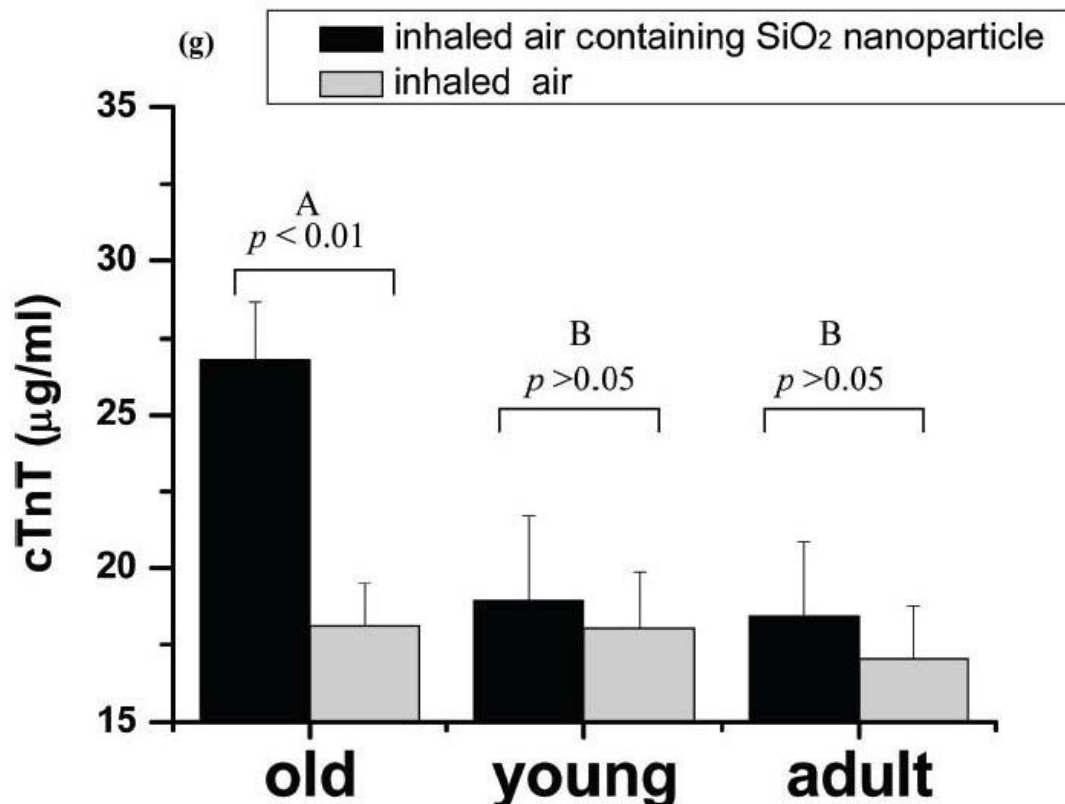 (g)
inhaled air containing SiO₂ nanoparticle
inhaled air
35
30
25
20
15
cTnT (μg/ml)
A
p < 0.01
B
p >0.05
B
p >0.05
old
young
adult